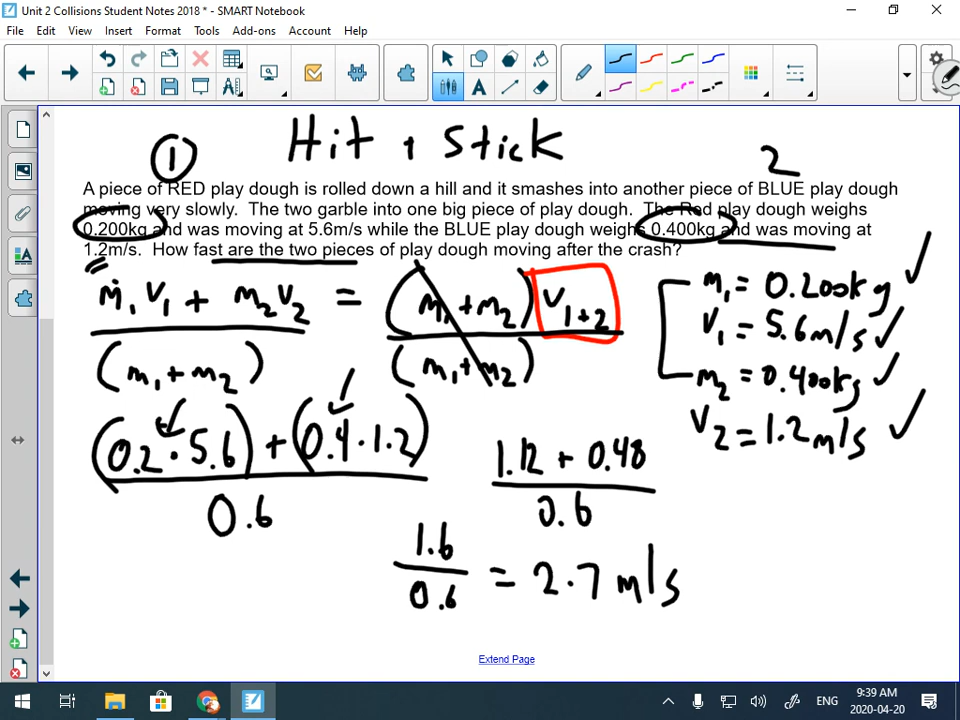 Unit 2 Collisions Student Notes 2018 * - SMART Notebook
File Edit View Insert Format Tools Add-ons Account Help
① Hit + Stick 2
A piece of RED play dough is rolled down a hill and it smashes into another piece of BLUE play dough
moving very slowly. The two garble into one big piece of play dough. The Red play dough weighs
0.200kg and was moving at 5.6m/s while the BLUE play dough weighs 0.400kg and was moving at
1.2m/s. How fast are the two pieces of play dough moving after the crash?
m₁v₁ + m₂v₂ = (m₁+m₂) v₁₊₂
(m₁+m₂) (m₁+m₂)
m₁ = 0.200kg ✓
v₁ = 5.6m/s ✓
m₂ = 0.400kg ✓
v₂ = 1.2m/s ✓
(0.2 · 5.6) + (0.4 · 1.2)
0.6
1.12 + 0.48
0.6
1.6
0.6
= 2.7 m/s
Extend Page
ENG
9:39 AM
2020-04-20